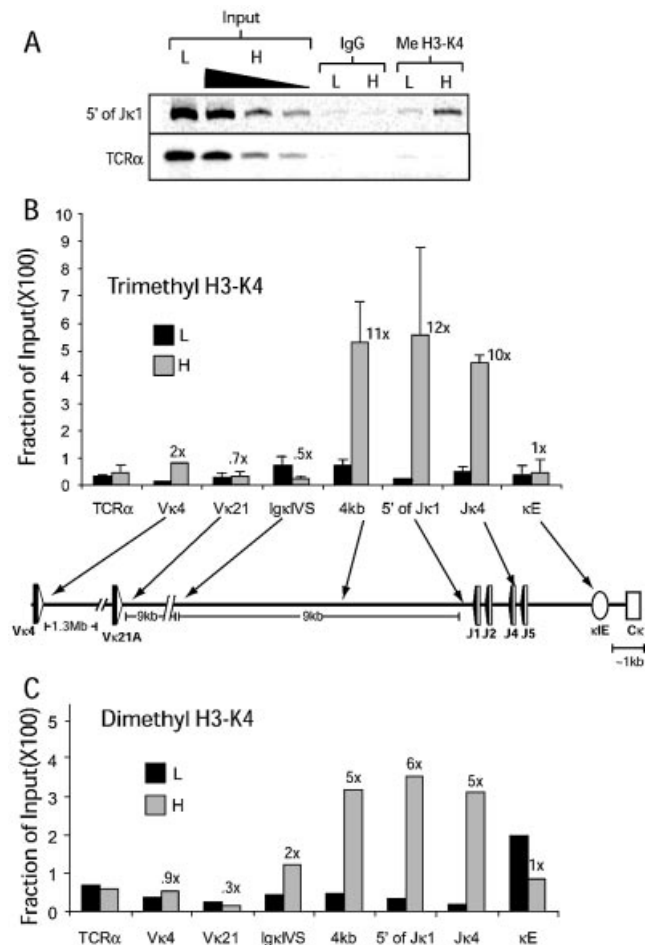 A
Input
IgG
Me H3-K4
L H L H L H
5' of Jκ1
TCRα
B
10
9
8
7
6
5
4
3
2
1
0
Fraction of Input(X100)
Trimethyl H3-K4
L
H
2x
.7x
.5x
11x
12x
10x
1x
TCRα Vκ4 Vκ21 IgκIVS 4kb 5' of Jκ1 Jκ4 κE
Vκ4
1.3Mb
Vκ21A
9kb
9kb
J1 J2 J4 J5
κIE
Cκ
~1kb
C
5
4
3
2
1
0
Fraction of Input(X100)
Dimethyl H3-K4
L
H
.9x
.3x
2x
5x
6x
5x
1x
TCRα Vκ4 Vκ21 IgκIVS 4kb 5' of Jκ1 Jκ4 κE